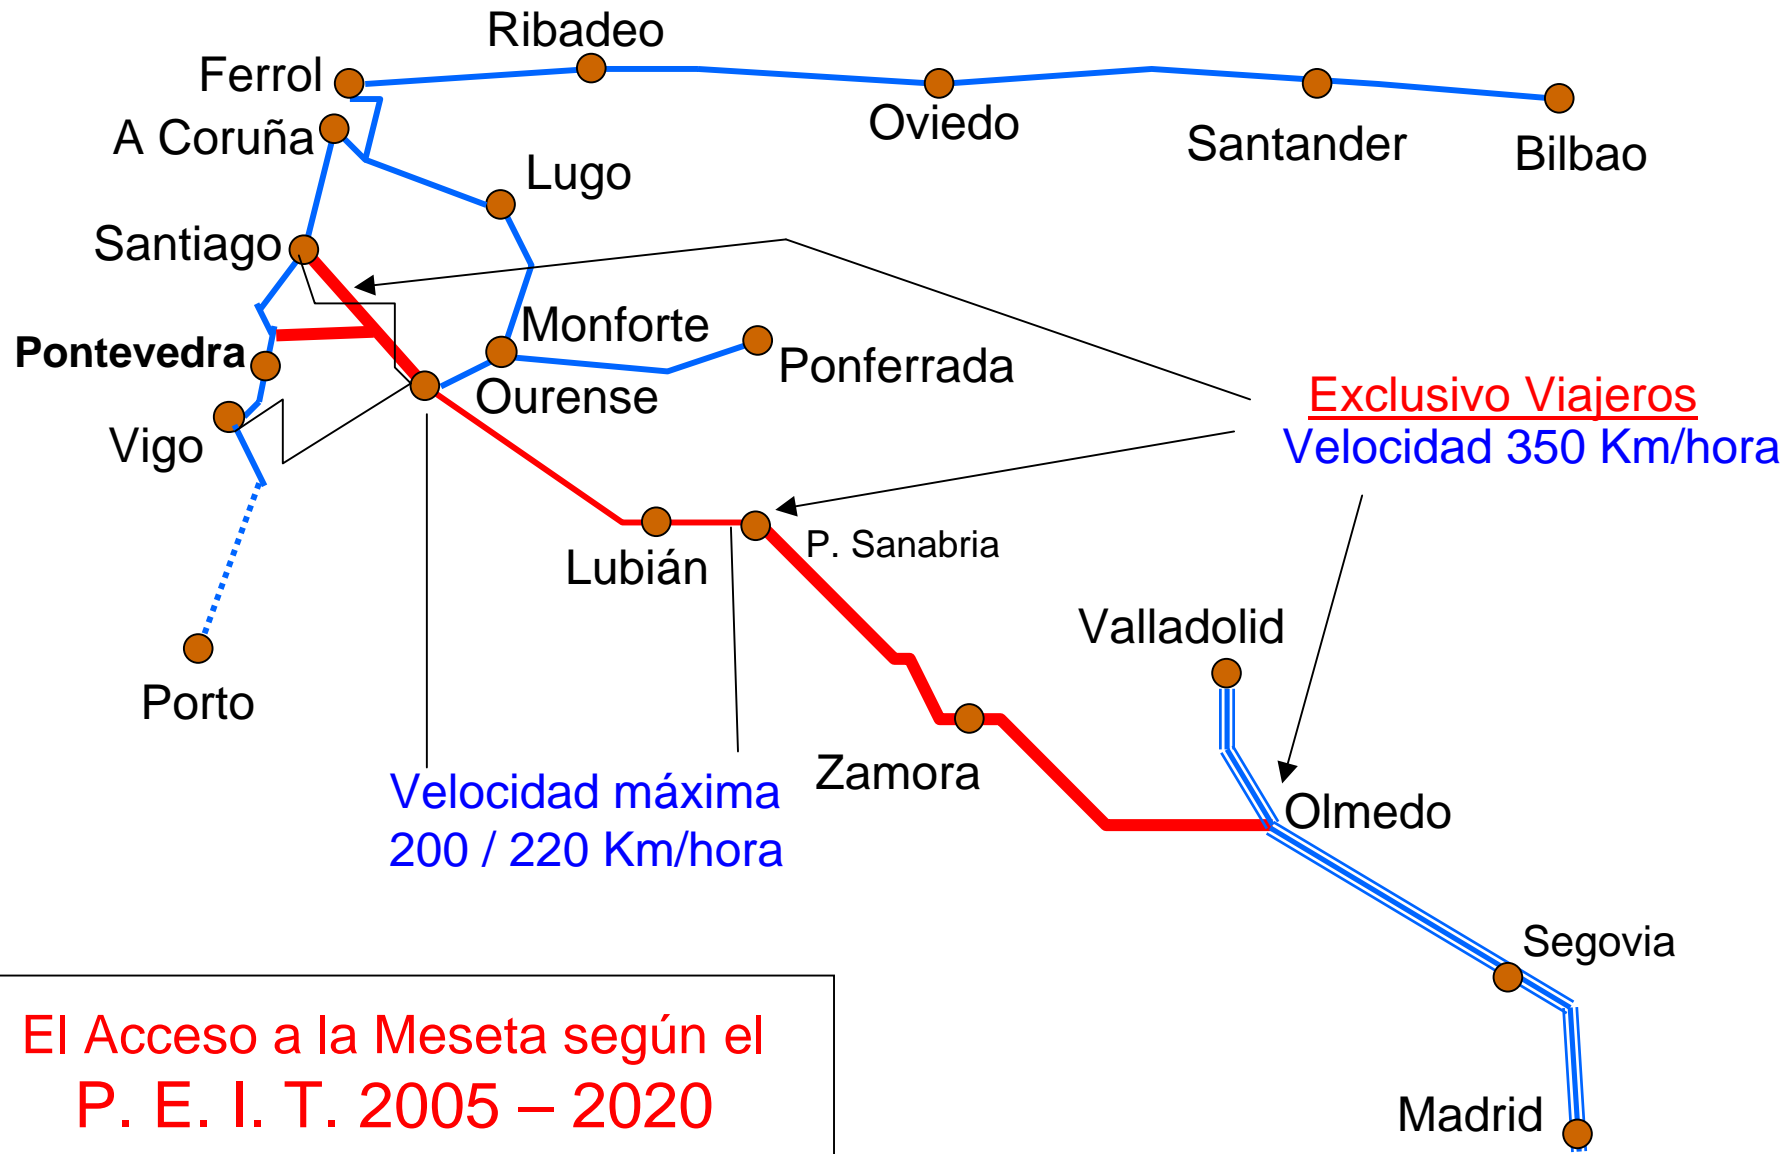 Ribadeo
Ferrol
A Coruña
Oviedo
Santander
Bilbao
Lugo
Santiago
Monforte
Pontevedra
Ponferrada
Ourense
Vigo
Exclusivo Viajeros
Velocidad 350 Km/hora
P. Sanabria
Lubián
Valladolid
Porto
Zamora
Velocidad máxima
200 / 220 Km/hora
Olmedo
Segovia
El Acceso a la Meseta según el
P. E. I. T. 2005 – 2020
Madrid